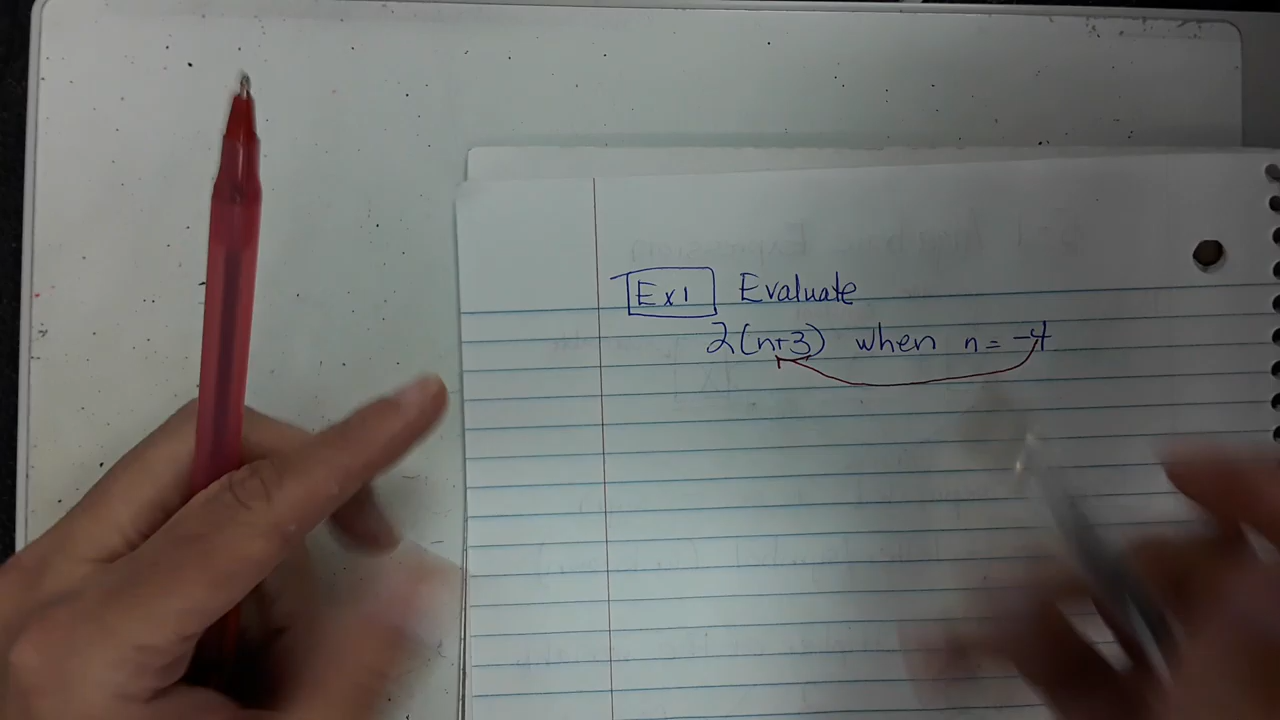 Ex1 Evaluate
2(n+3) when n = -4